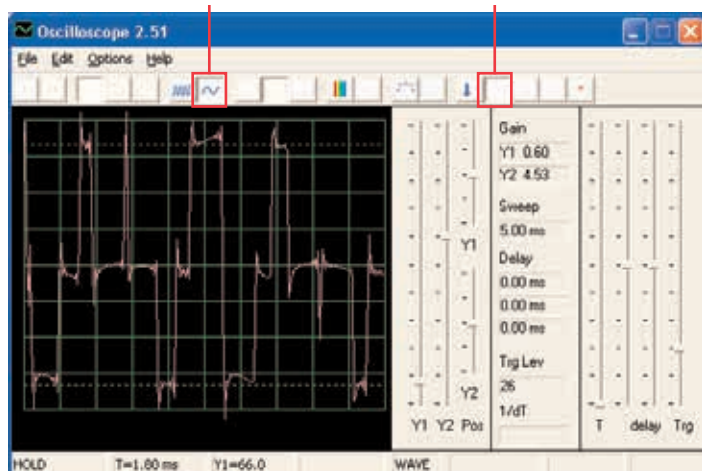 Oscilloscope 2.51
File Edit Options Help
Gain
Y1 0.60
Y2 4.53
Sweep
5.00 ms
Delay
0.00 ms
0.00 ms
0.00 ms
Trg Lev
26
1/dT
Y1
Y2
Y1 Y2 Pos
T delay Trg
HOLD T=1.00 ms Y1=66.0 WAVE